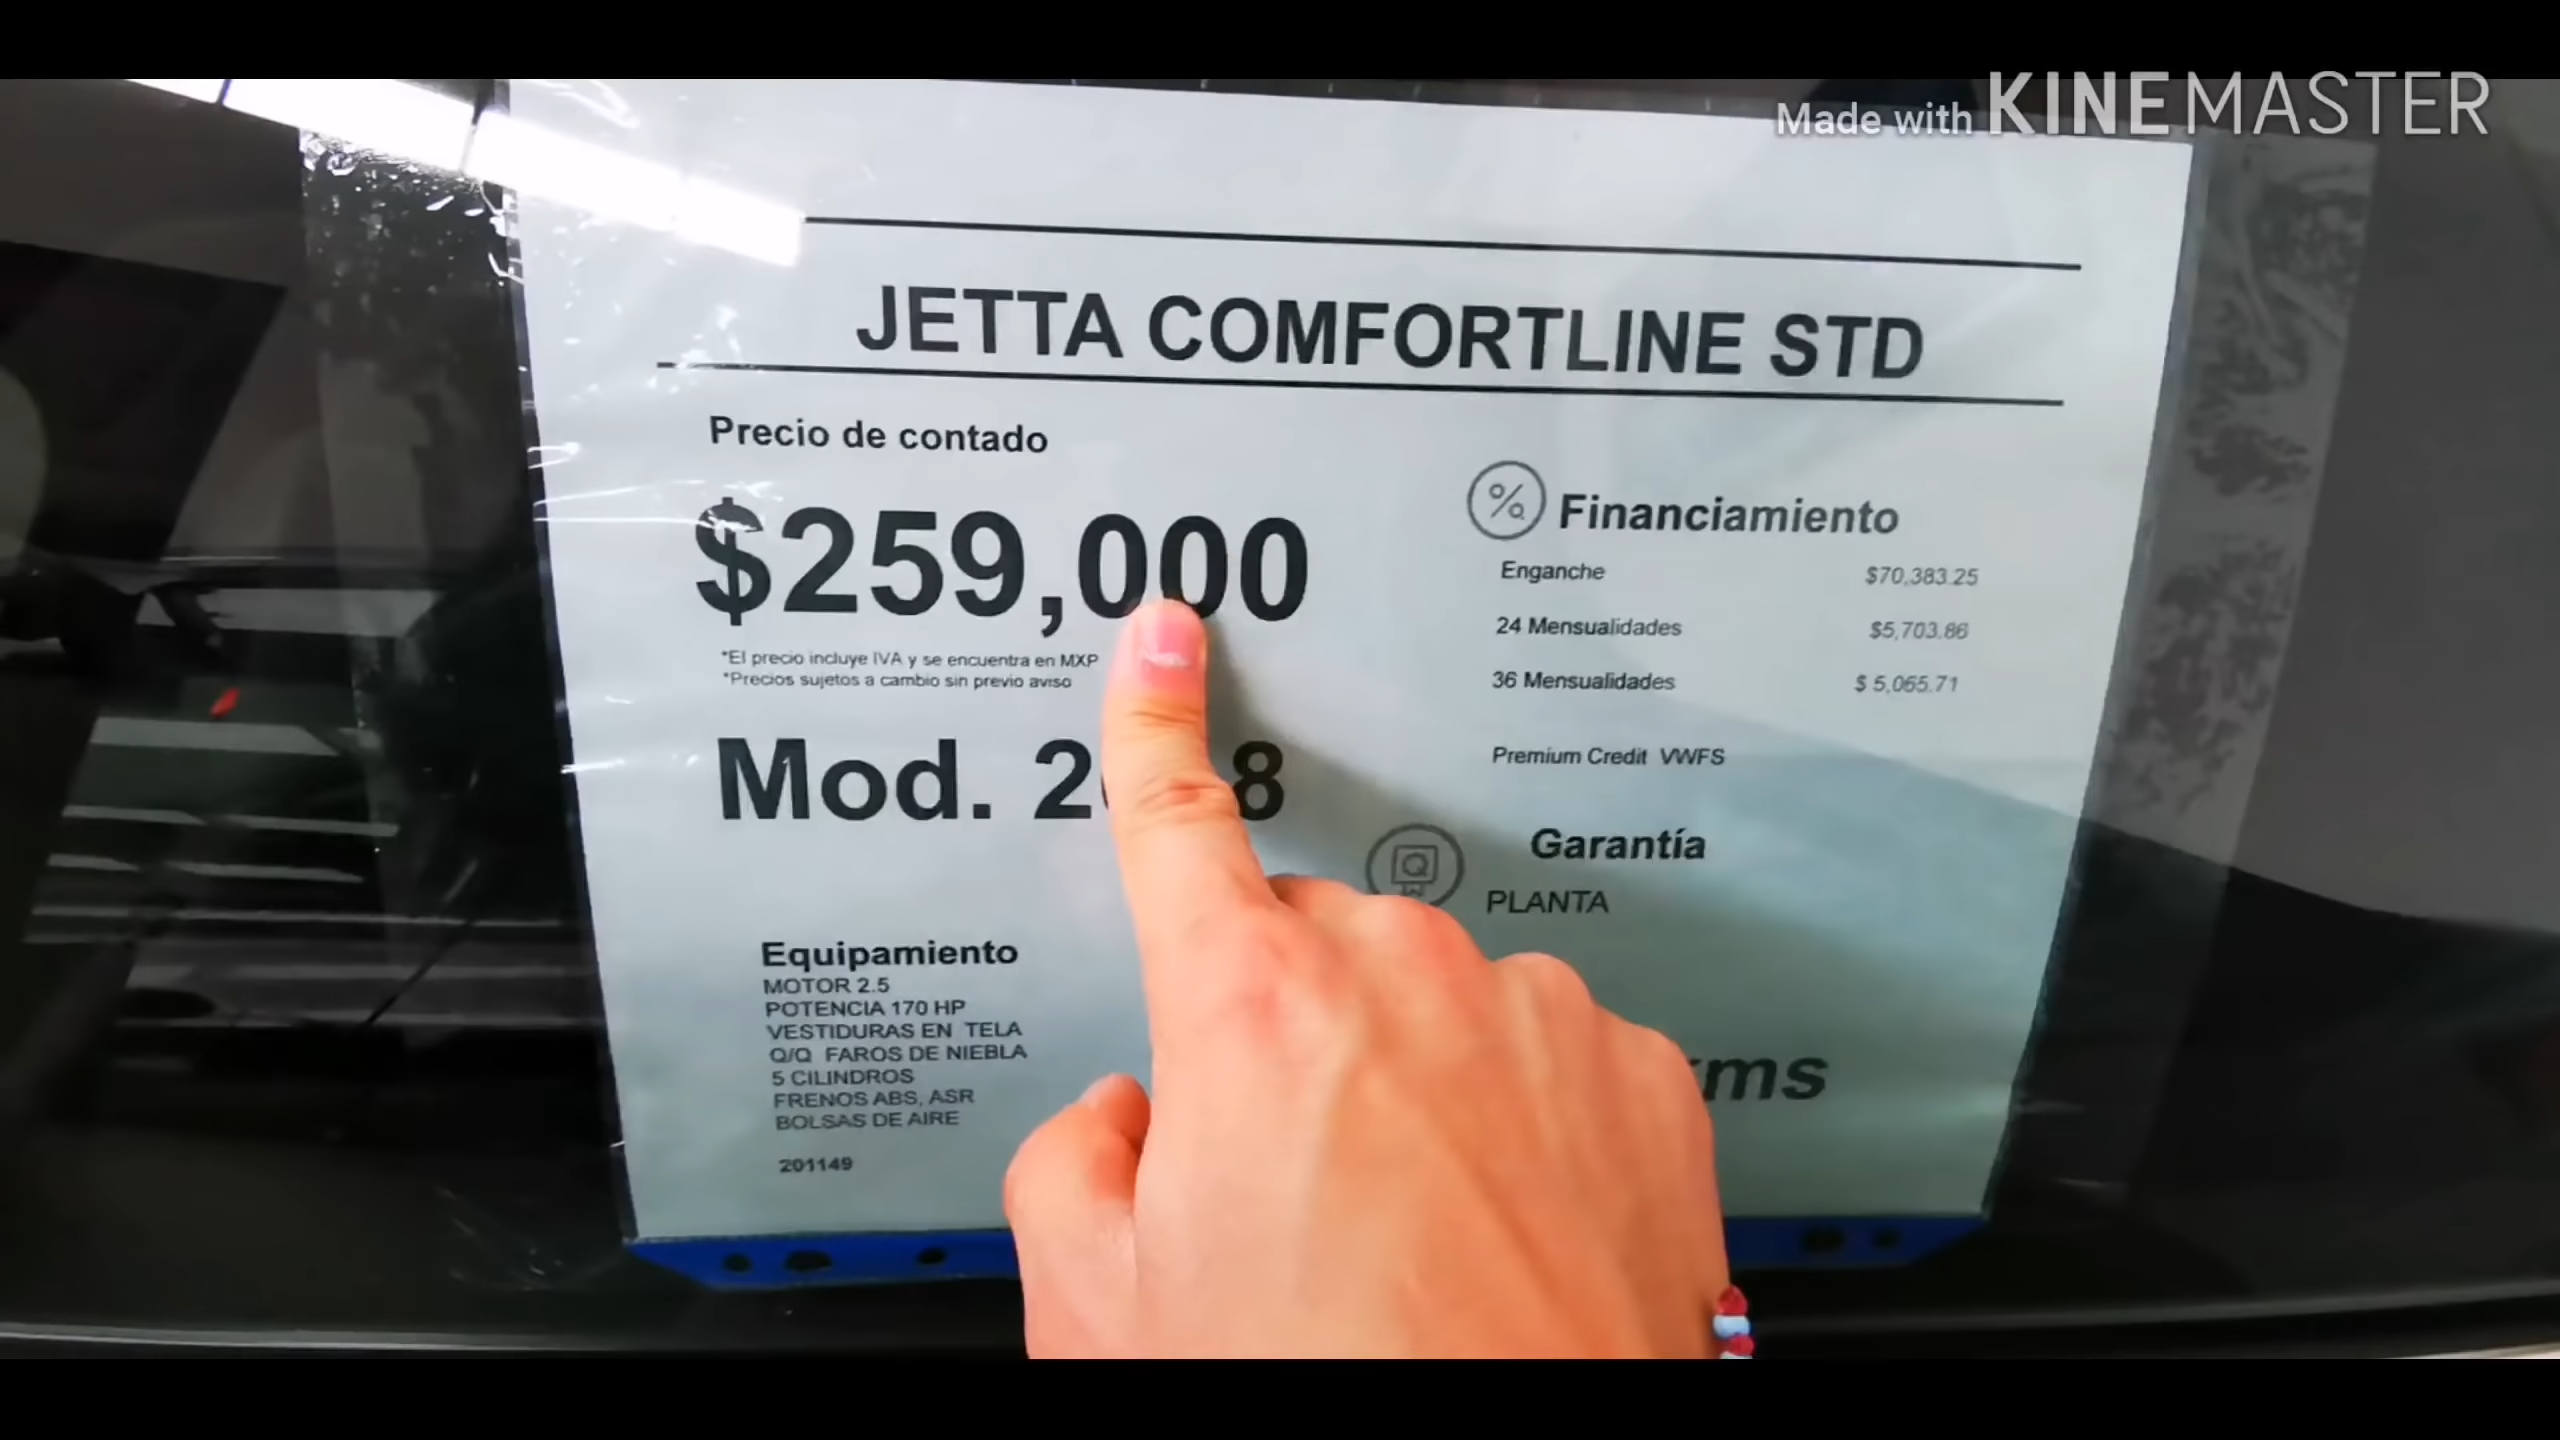 Made with KINEMASTER
JETTA COMFORTLINE STD
Precio de contado
$259,000
*El precio incluye IVA y se encuentra en MXP
*Precios sujetos a cambio sin previo aviso
Mod. 2 8
Equipamiento
MOTOR 2.5
POTENCIA 170 HP
VESTIDURAS EN TELA
Q/Q FAROS DE NIEBLA
5 CILINDROS
FRENOS ABS, ASR
BOLSAS DE AIRE
201149
Financiamiento
Enganche $70,383.25
24 Mensualidades $5,703.86
36 Mensualidades $ 5,065.71
Premium Credit VWFS
Garantía
PLANTA